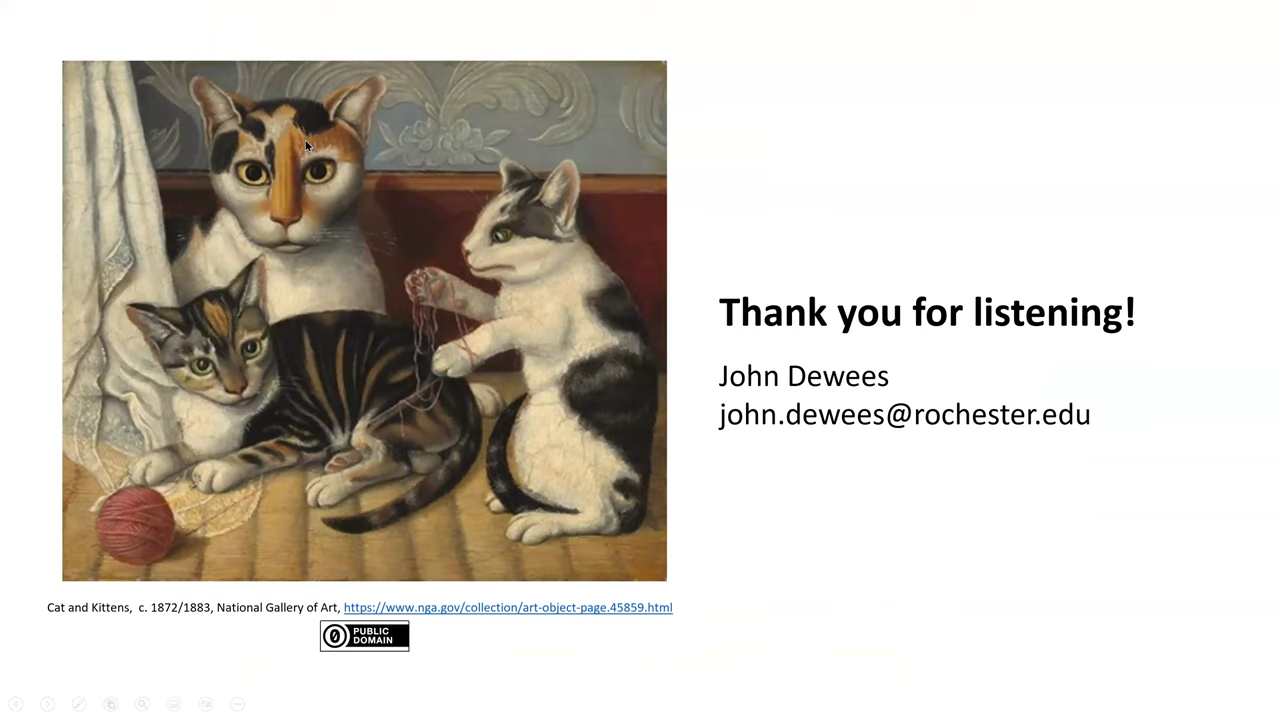 Thank you for listening!
John Dewees
john.dewees@rochester.edu
Cat and Kittens, c. 1872/1883, National Gallery of Art, https://www.nga.gov/collection/art-object-page.45859.html
PUBLIC
DOMAIN